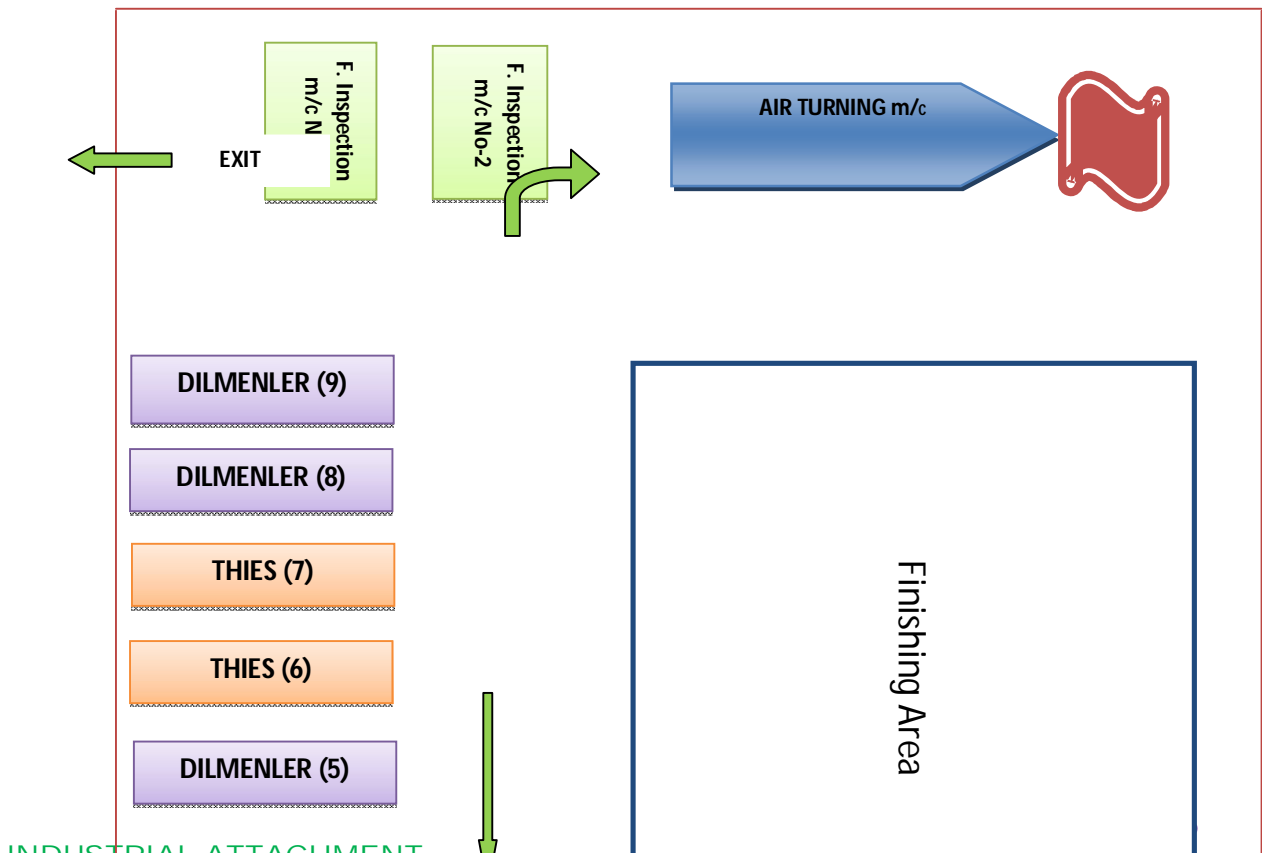 F. Inspection
m/c N
F. Inspection
m/c No-2
AIR TURNING m/c
EXIT
DILMENLER (9)
DILMENLER (8)
THIES (7)
THIES (6)
DILMENLER (5)
Finishing Area
INDUSTRIAL ATTACHMENT